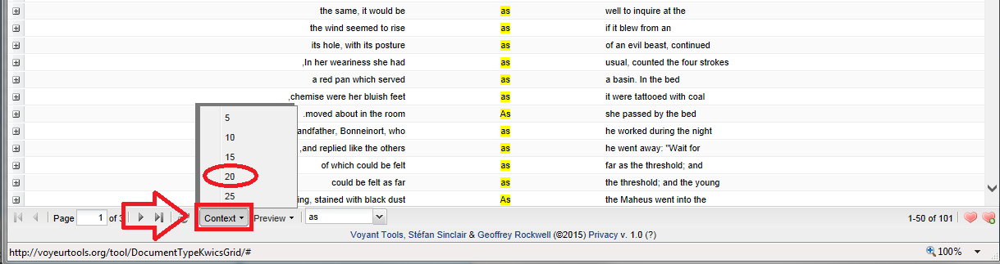 the same, it would be as well to inquire at the
the wind seemed to rise as if it blew from an
its hole, with its posture as of an evil beast, continued
,In her weariness she had as usual, counted the four strokes
a red pan which served as a basin. In the bed
,chemise were her bluish feet as it were tattooed with coal
.moved about in the room As she passed by the bed
andfather, Bonneinort, who as he worked during the night
,and replied like the others as he went away: "Wait for
of which could be felt as far as the threshold; and
could be felt as far as the threshold; and the young
ing, stained with black dust As the Maheus went into the
5
10
15
20
25
Page 1 of 3 Context Preview as 1-50 of 101
Voyant Tools, Stéfan Sinclair & Geoffrey Rockwell (©2015) Privacy v. 1.0 (?)
http://voyeurtools.org/tool/DocumentTypeKwicsGrid/# 100%